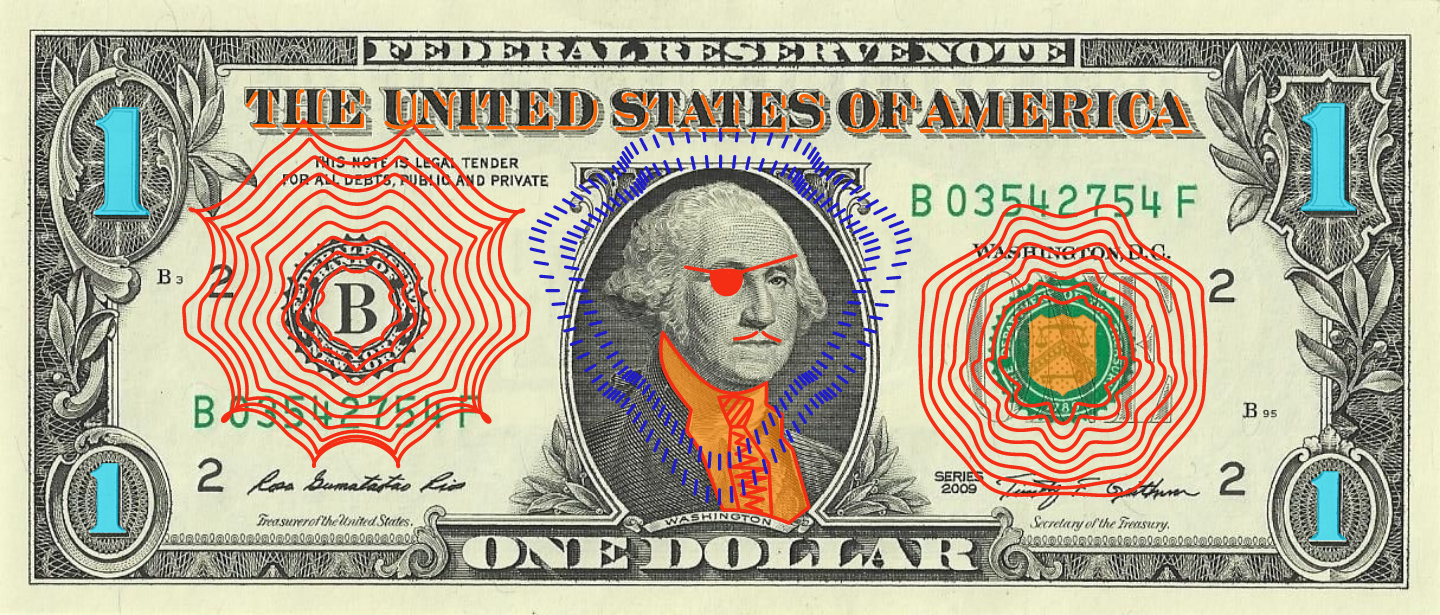 FEDERAL RESERVE NOTE
THE UNITED STATES OF AMERICA
1
1
THIS NOTE IS LEGAL TENDER
FOR ALL DEBTS, PUBLIC AND PRIVATE
B 03542754 F
WASHINGTON, D.C.
B 3
2
2
B
B 03542754 F
B 95
2
Rosa Gumataotao Rios
SERIES
2009
Timothy F. Geithner
2
1
1
Treasurer of the United States.
WASHINGTON
Secretary of the Treasury.
ONE DOLLAR